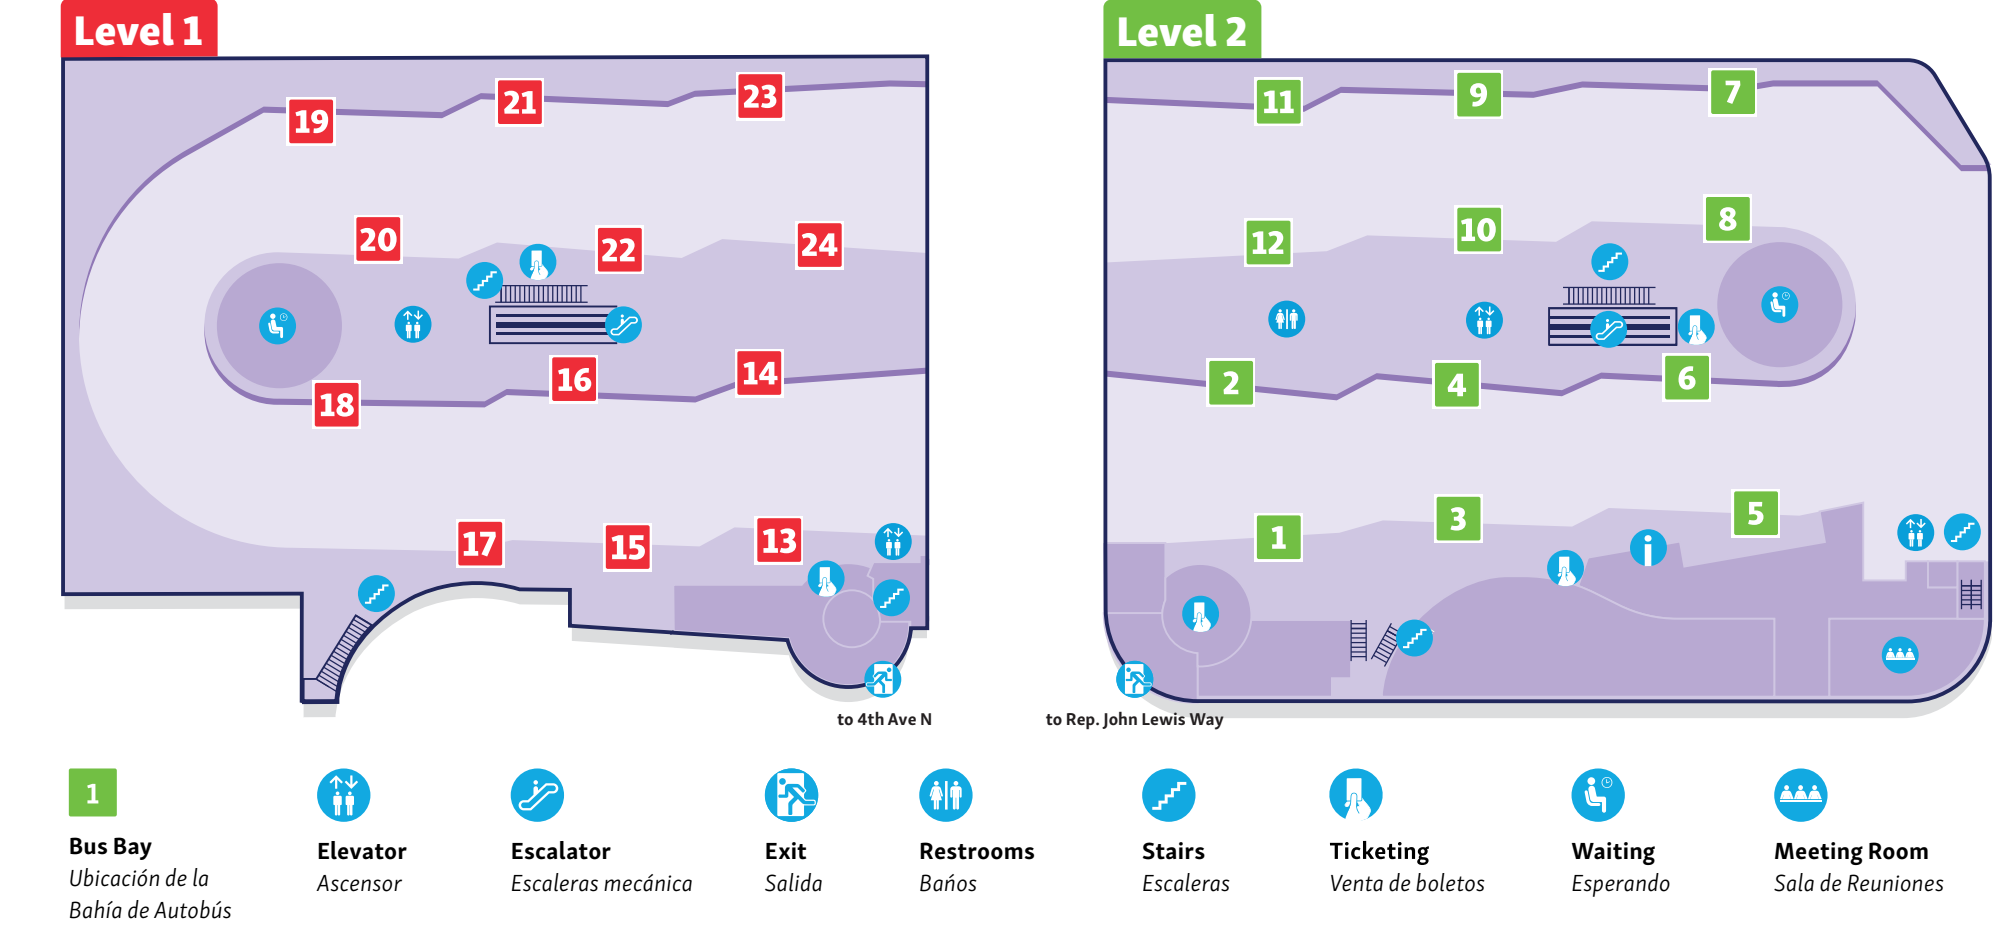 Level 1
19
21
23
20
22
24
18
16
14
17
15
13
to 4th Ave N
Level 2
11
9
7
12
10
8
2
4
6
1
3
5
to Rep. John Lewis Way
1
Bus Bay
Ubicación de la
Bahía de Autobús
Elevator
Ascensor
Escalator
Escaleras mecánica
Exit
Salida
Restrooms
Baños
Stairs
Escaleras
Ticketing
Venta de boletos
Waiting
Esperando
Meeting Room
Sala de Reuniones